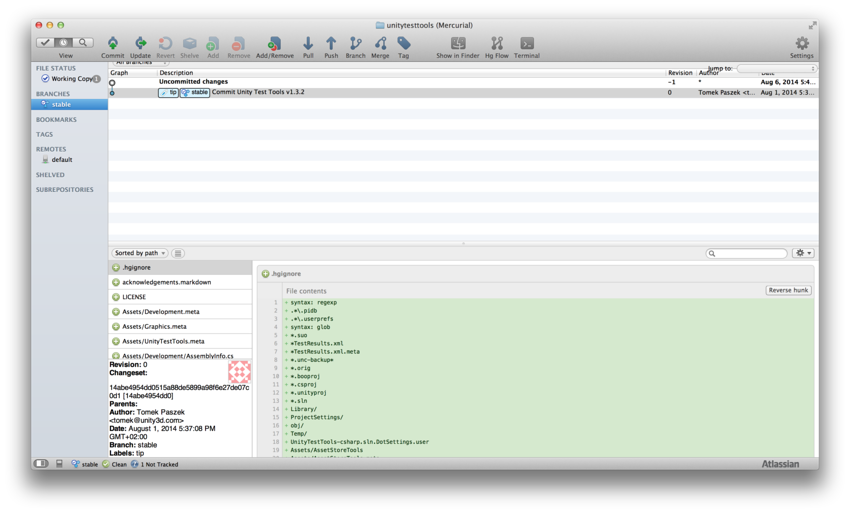 unitytesttools (Mercurial)
View
Commit
Update
Revert
Shelve
Add
Remove
Add/Remove
Pull
Push
Branch
Merge
Tag
Show in Finder
Hg Flow
Terminal
Settings
FILE STATUS
Working Copy 1
BRANCHES
stable
BOOKMARKS
TAGS
REMOTES
default
SHELVED
SUBREPOSITORIES
All Branches
Jump to:
Graph Description Revision Author Date
Uncommitted changes -1 * Aug 6, 2014 5:4...
tip stable Commit Unity Test Tools v1.3.2 0 Tomek Paszek <t... Aug 1, 2014 5:3...
Sorted by path
.hgignore
acknowledgements.markdown
LICENSE
Assets/Development.meta
Assets/Graphics.meta
Assets/UnityTestTools.meta
Assets/Development/AssemblyInfo.cs
Revision: 0
Changeset:
14abe4954dd0515a88de5899a98f6e27de07c
0d1 [14abe4954dd0]
Parents:
Author: Tomek Paszek
<tomek@unity3d.com>
Date: August 1, 2014 5:37:08 PM
GMT+02:00
Branch: stable
Labels: tip
.hgignore
File contents
Reverse hunk
1 + syntax: regexp
2 + .*\.pidb
3 + .*\.userprefs
4 + syntax: glob
5 + *.suo
6 + *TestResults.xml
7 + *TestResults.xml.meta
8 + *.unc-backup*
9 + *.orig
10 + *.booproj
11 + *.csproj
12 + *.unityproj
13 + *.sln
14 + Library/
15 + ProjectSettings/
16 + obj/
17 + Temp/
18 + UnityTestTools-csharp.sln.DotSettings.user
19 + Assets/AssetStoreTools
stable Clean 1 Not Tracked
Atlassian